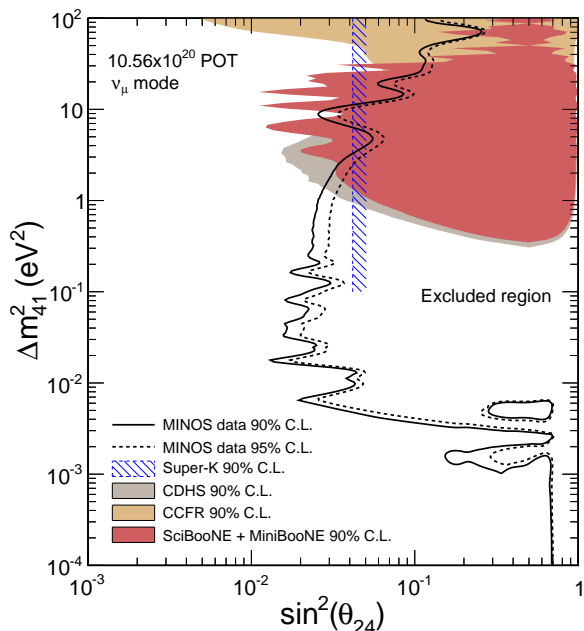 10.56x10²⁰ POT
νμ mode
Excluded region
MINOS data 90% C.L.
MINOS data 95% C.L.
Super-K 90% C.L.
CDHS 90% C.L.
CCFR 90% C.L.
SciBooNE + MiniBooNE 90% C.L.
10²
10
1
10⁻¹
10⁻²
10⁻³
10⁻⁴
Δm²₄₁ (eV²)
10⁻³
10⁻²
10⁻¹
1
sin²(θ₂₄)